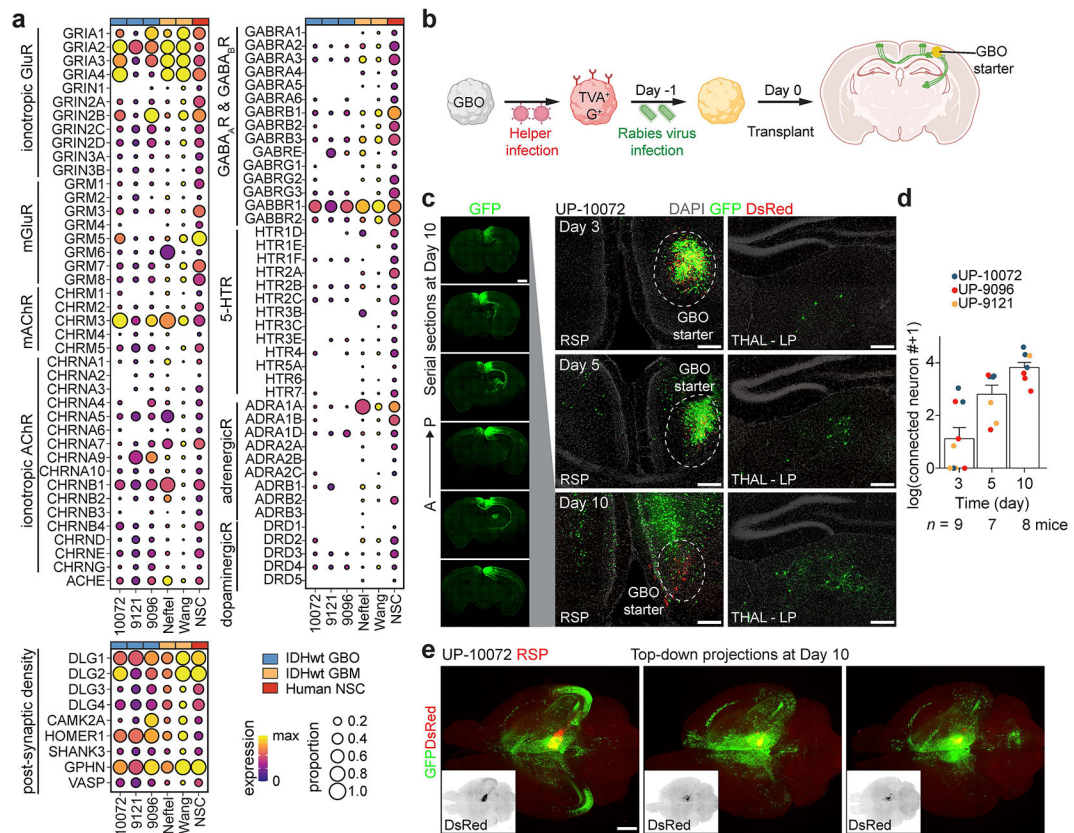 a
ionotropic GluR
mGluR
mAChR
ionotropic AChR
GRIA1
GRIA2
GRIA3
GRIA4
GRIN1
GRIN2A
GRIN2B
GRIN2C
GRIN2D
GRIN3A
GRIN3B
GRM1
GRM2
GRM3
GRM4
GRM5
GRM6
GRM7
GRM8
CHRM1
CHRM2
CHRM3
CHRM4
CHRM5
CHRNA1
CHRNA2
CHRNA3
CHRNA4
CHRNA5
CHRNA6
CHRNA7
CHRNA9
CHRNA10
CHRNB1
CHRNB2
CHRNB3
CHRNB4
CHRND
CHRNE
CHRNG
ACHE
10072
9121
9096
Neftel
Wang
NSC
GABA_AR & GABA_BR
5-HTR
adrenergicR
dopaminergicR
GABRA1
GABRA2
GABRA3
GABRA4
GABRA5
GABRA6
GABRB1
GABRB2
GABRB3
GABRE
GABRG1
GABRG2
GABRG3
GABBR1
GABBR2
HTR1D
HTR1E
HTR1F
HTR2A
HTR2B
HTR2C
HTR3B
HTR3C
HTR3E
HTR4
HTR5A
HTR6
HTR7
ADRA1A
ADRA1B
ADRA1D
ADRA2A
ADRA2B
ADRA2C
ADRB1
ADRB2
ADRB3
DRD1
DRD2
DRD3
DRD4
DRD5
10072
9121
9096
Neftel
Wang
NSC
post-synaptic density
DLG1
DLG2
DLG3
DLG4
CAMK2A
HOMER1
SHANK3
GPHN
VASP
10072
9121
9096
Neftel
Wang
NSC
IDHwt GBO
IDHwt GBM
Human NSC
expression
max
0
proportion
0.2
0.4
0.6
0.8
1.0
b
GBO
Helper
infection
TVA+
G+
Day -1
Rabies virus
infection
Day 0
Transplant
GBO
starter
c
GFP
Serial sections at Day 10
A
P
UP-10072
DAPI GFP DsRed
Day 3
GBO
starter
RSP
THAL - LP
Day 5
GBO
starter
RSP
THAL - LP
Day 10
GBO
starter
RSP
THAL - LP
d
UP-10072
UP-9096
UP-9121
log(connected neuron #+1)
4
2
0
3 5 10
Time (day)
n = 9 7 8 mice
e
UP-10072 RSP
Top-down projections at Day 10
GFPDsRed
DsRed
DsRed
DsRed